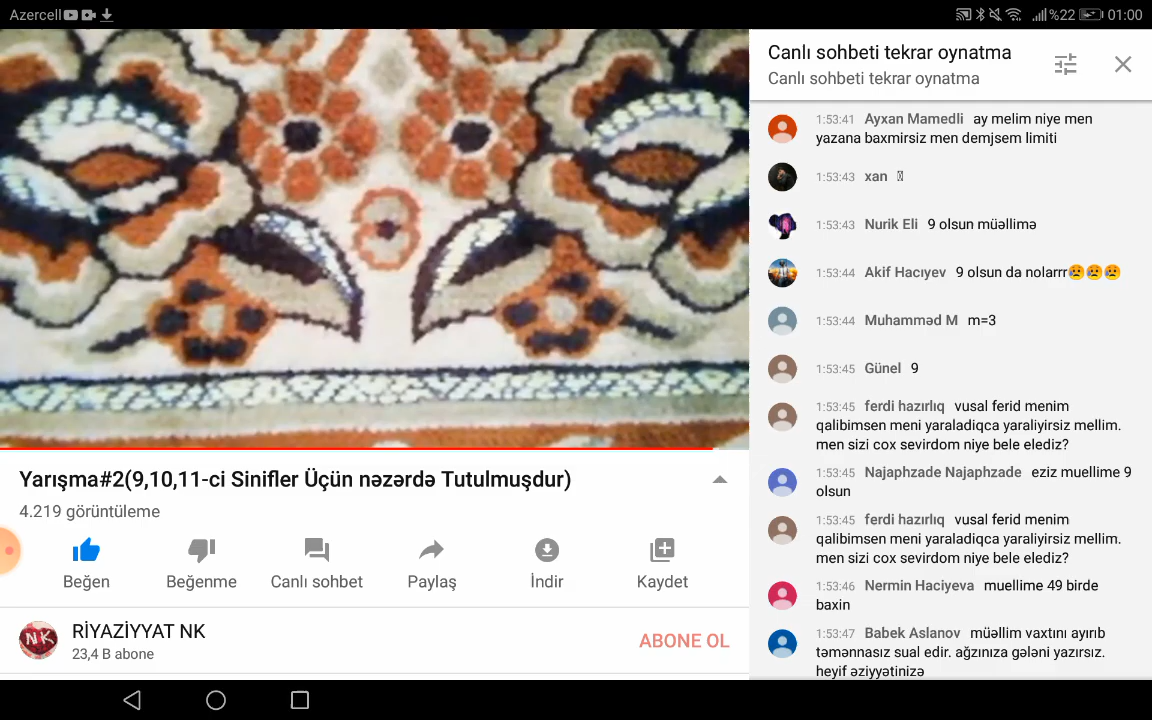 Azercell %22 01:00
Canlı sohbeti tekrar oynatma
Canlı sohbeti tekrar oynatma
1:53:41 Ayxan Mamedli ay melim niye men
yazana baxmirsiz men demjsem limiti
1:53:43 xan
1:53:43 Nurik Eli 9 olsun müəllimə
1:53:44 Akif Hacıyev 9 olsun da nolarrr😥😥😥
1:53:44 Muhamməd M m=3
1:53:45 Günel 9
1:53:45 ferdi hazırlıq vusal ferid menim
qalibimsen meni yaraladiqca yaraliyirsiz mellim.
men sizi cox sevirdom niye bele elediz?
1:53:45 Najaphzade Najaphzade eziz muellime 9
olsun
1:53:45 ferdi hazırlıq vusal ferid menim
qalibimsen meni yaraladiqca yaraliyirsiz mellim.
men sizi cox sevirdom niye bele elediz?
1:53:46 Nermin Haciyeva muellime 49 birde
baxin
1:53:47 Babek Aslanov müəllim vaxtını ayırıb
təmənnasız sual edir. ağzınıza gələni yazırsız.
heyif əziyyətinizə
Yarışma#2(9,10,11-ci Sinifler Üçün nəzərdə Tutulmuşdur)
4.219 görüntüleme
Beğen Beğenme Canlı sohbet Paylaş İndir Kaydet
NK
RİYAZİYYAT NK
23,4 B abone
ABONE OL